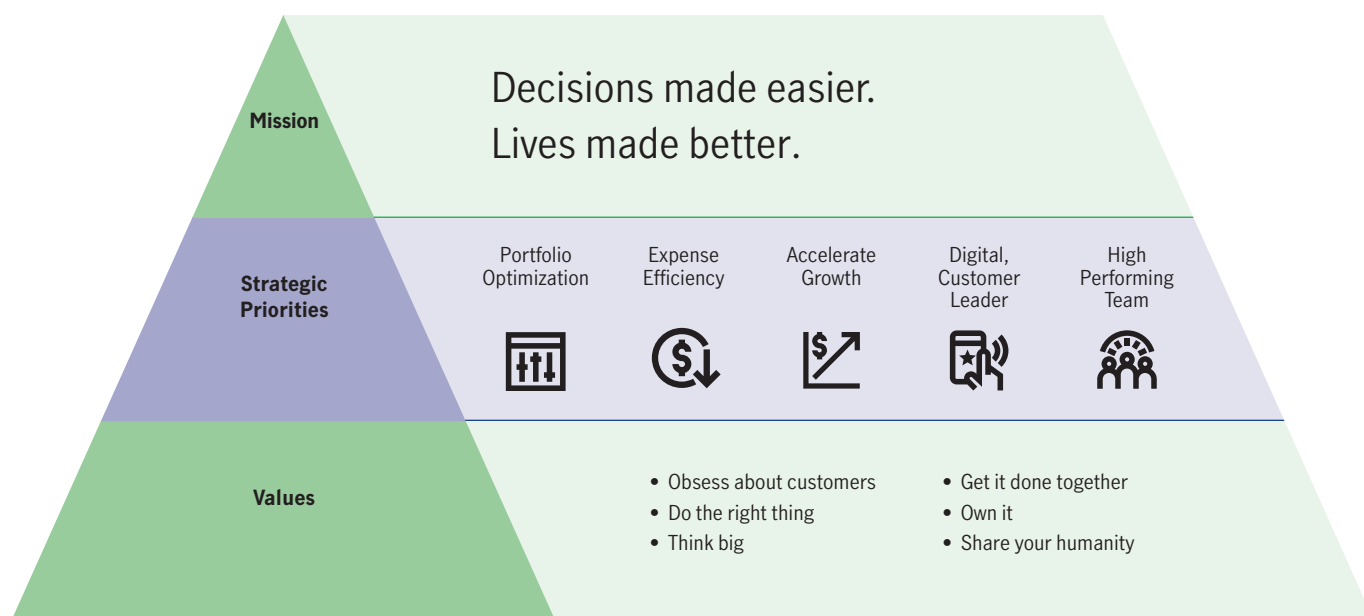 Mission
Decisions made easier.
Lives made better.
Strategic
Priorities
Portfolio
Optimization
Expense
Efficiency
Accelerate
Growth
Digital,
Customer
Leader
High
Performing
Team
$
$
Values
• Obsess about customers
• Do the right thing
• Think big
• Get it done together
• Own it
• Share your humanity